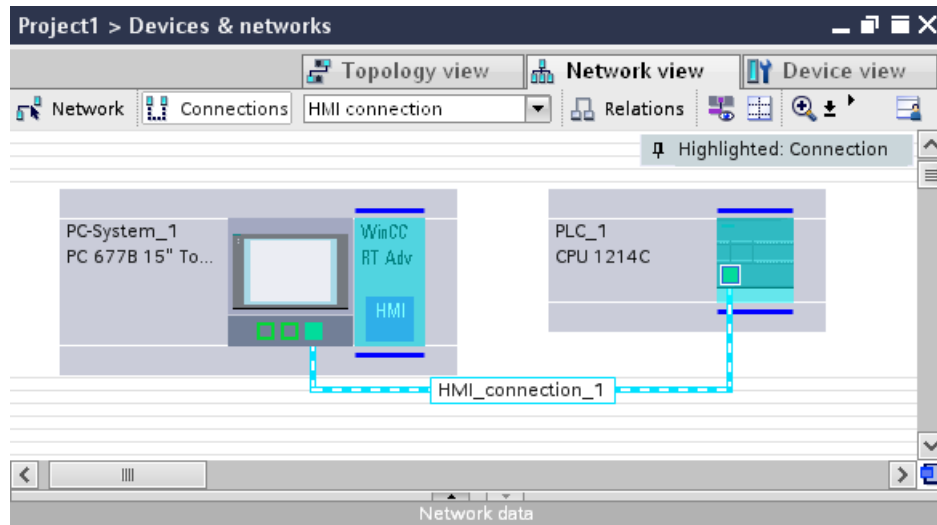 Project1 > Devices & networks
Topology view
Network view
Device view
Network
Connections
HMI connection
Relations
Highlighted: Connection
PC-System_1
PC 677B 15" To...
WinCC
RT Adv
HMI
PLC_1
CPU 1214C
HMI_connection_1
Network data